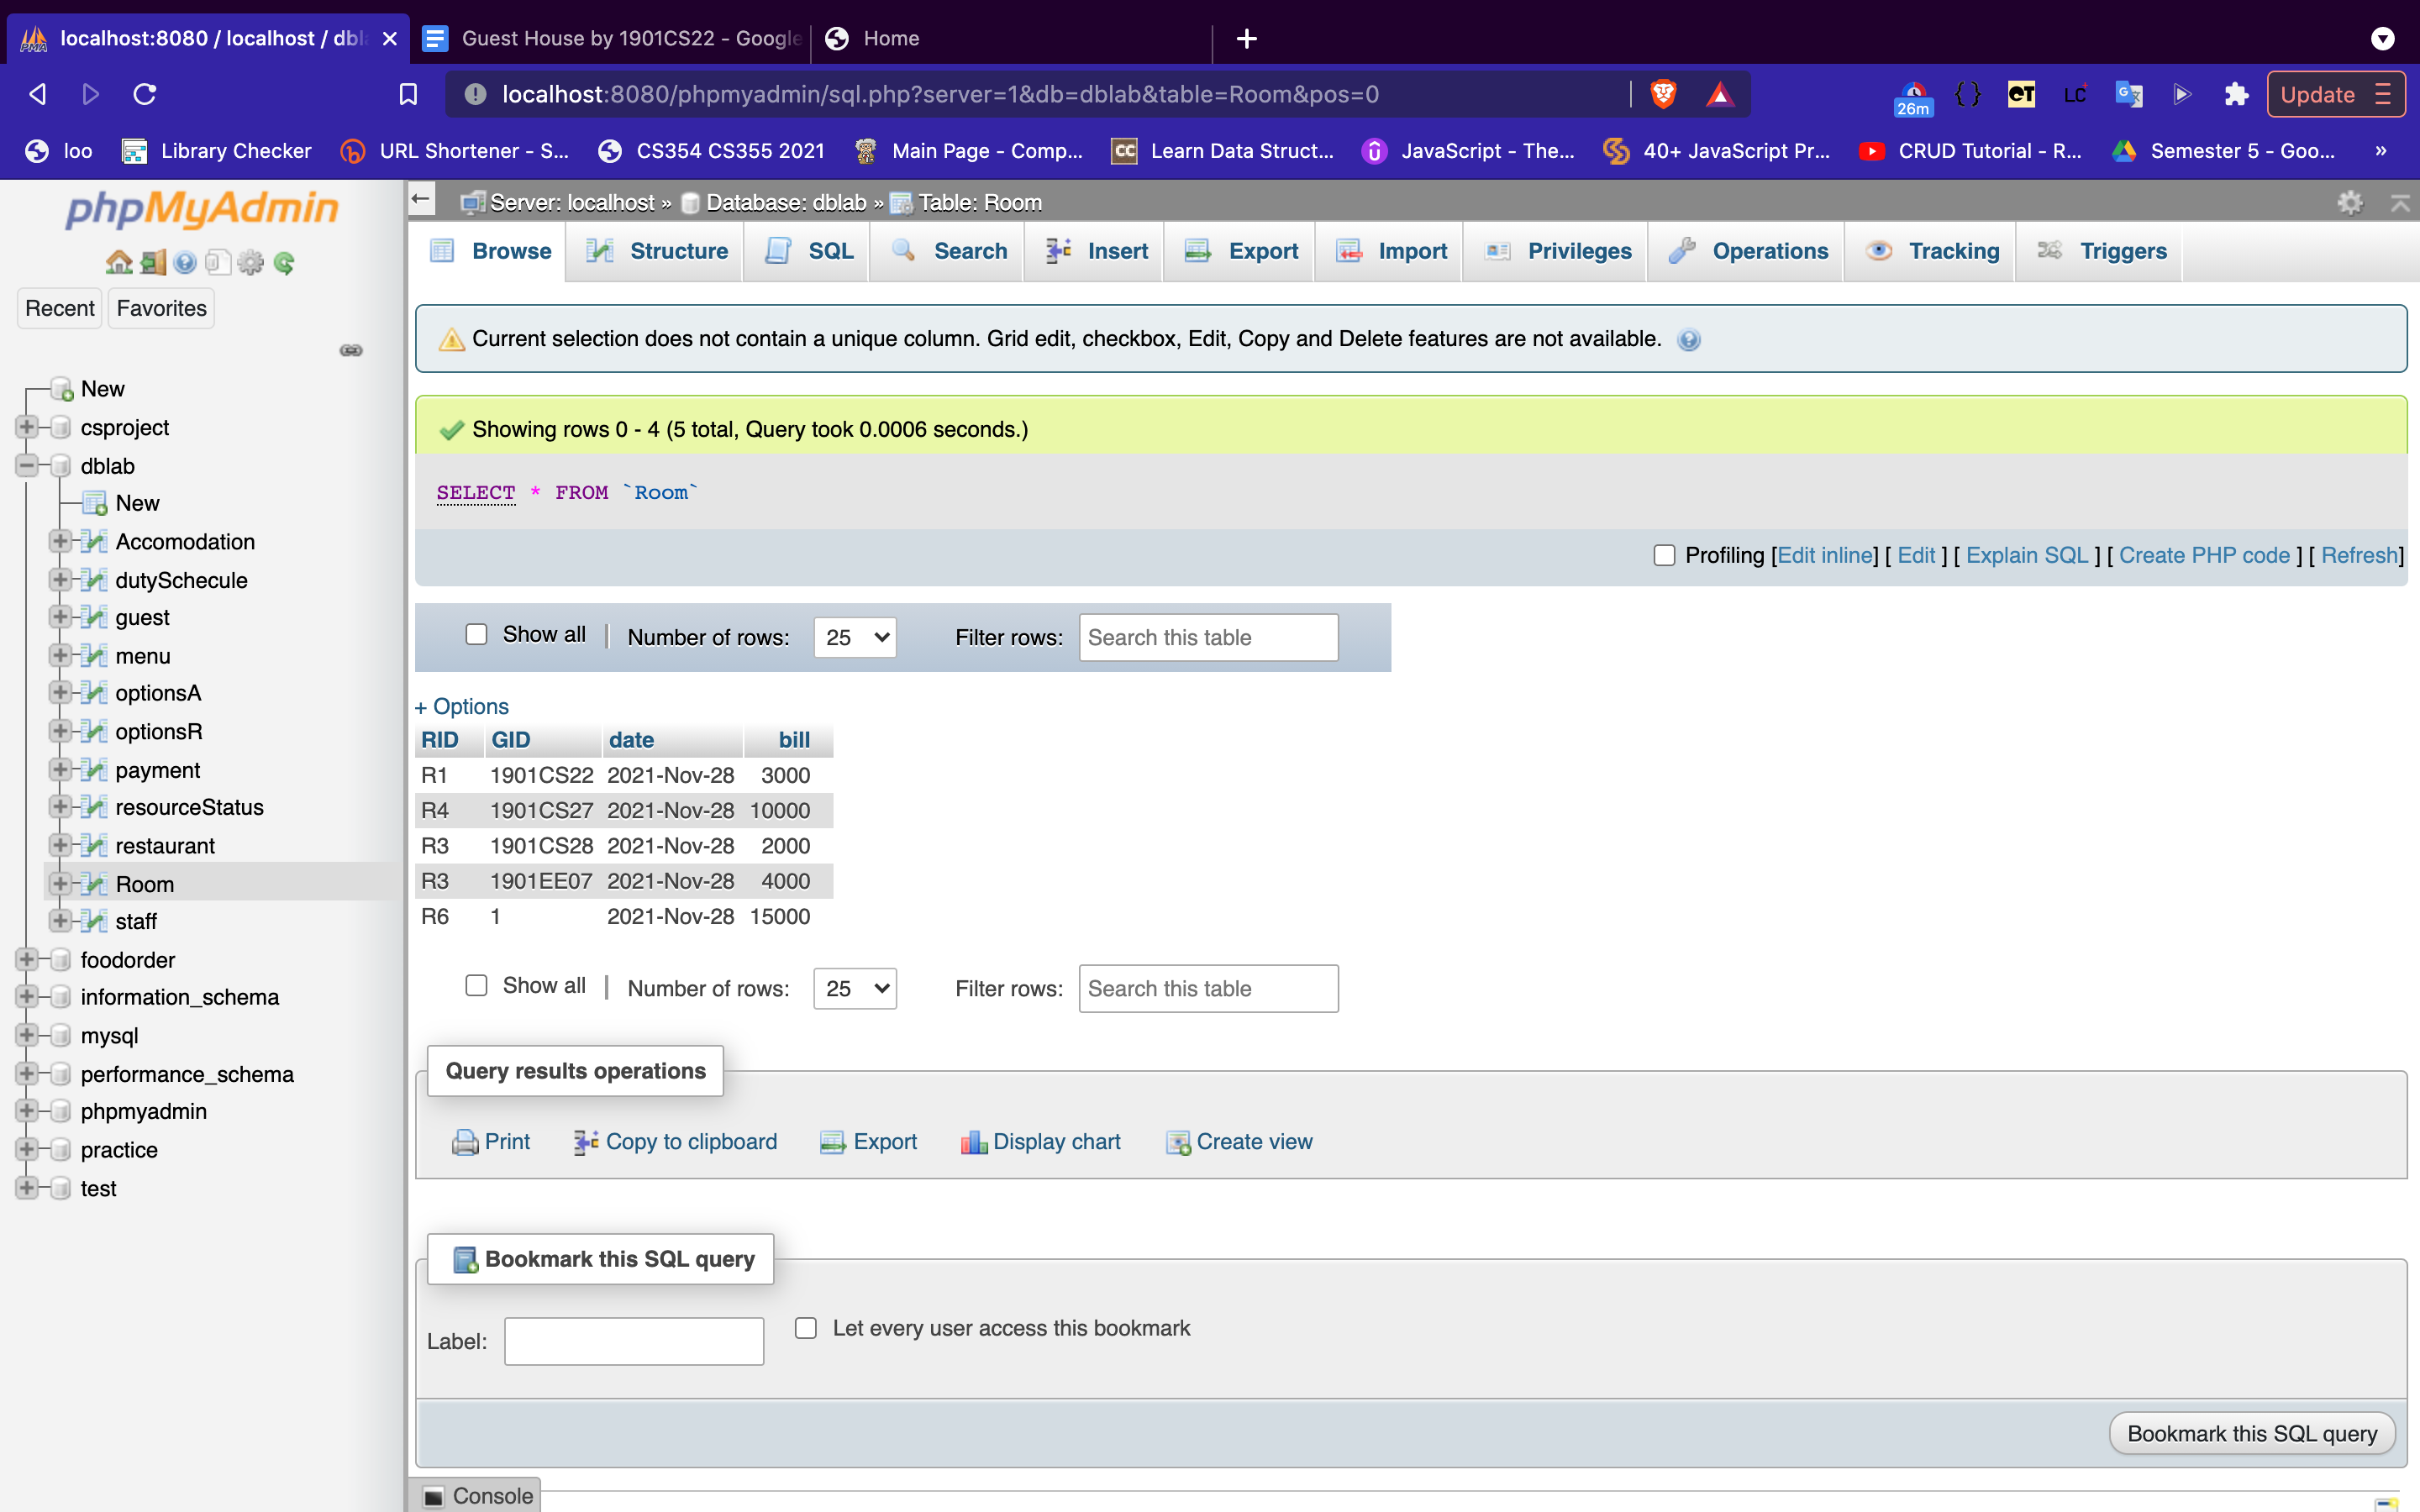 localhost:8080 / localhost / dbl
Guest House by 1901CS22 - Google
Home
localhost:8080/phpmyadmin/sql.php?server=1&db=dblab&table=Room&pos=0
26m
LC
Update
loo
Library Checker
URL Shortener - S...
CS354 CS355 2021
Main Page - Comp...
Learn Data Struct...
JavaScript - The...
40+ JavaScript Pr...
CRUD Tutorial - R...
Semester 5 - Goo...
»
phpMyAdmin
Recent
Favorites
New
csproject
dblab
New
Accomodation
dutySchecule
guest
menu
optionsA
optionsR
payment
resourceStatus
restaurant
Room
staff
foodorder
information_schema
mysql
performance_schema
phpmyadmin
practice
test
Server: localhost » Database: dblab » Table: Room
Browse
Structure
SQL
Search
Insert
Export
Import
Privileges
Operations
Tracking
Triggers
Current selection does not contain a unique column. Grid edit, checkbox, Edit, Copy and Delete features are not available.
Showing rows 0 - 4 (5 total, Query took 0.0006 seconds.)
SELECT * FROM `Room`
Profiling [Edit inline] [ Edit ] [ Explain SQL ] [ Create PHP code ] [ Refresh]
Show all | Number of rows: 25 Filter rows: Search this table
+ Options
RID GID date bill
R1 1901CS22 2021-Nov-28 3000
R4 1901CS27 2021-Nov-28 10000
R3 1901CS28 2021-Nov-28 2000
R3 1901EE07 2021-Nov-28 4000
R6 1 2021-Nov-28 15000
Show all | Number of rows: 25 Filter rows: Search this table
Query results operations
Print
Copy to clipboard
Export
Display chart
Create view
Bookmark this SQL query
Label:
Let every user access this bookmark
Bookmark this SQL query
Console